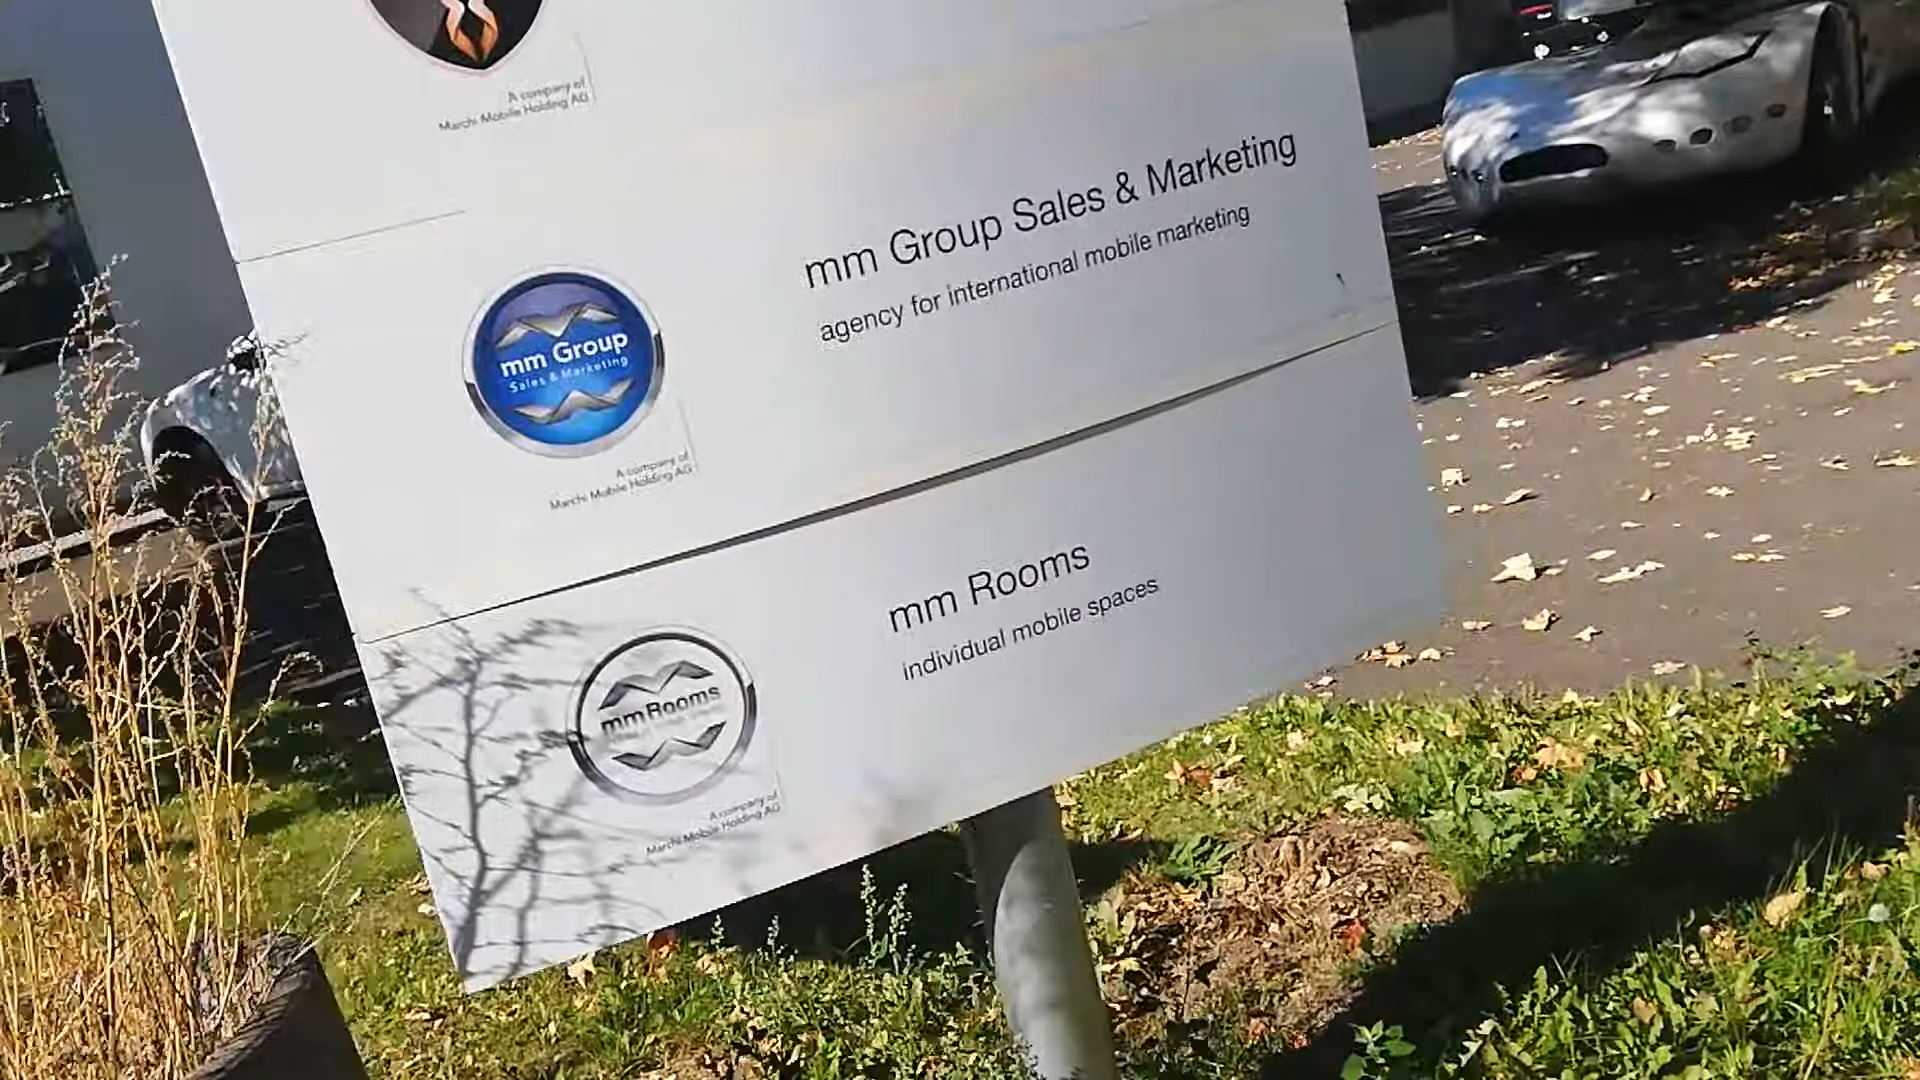 A company of
Marchi Mobile Holding AG
mm Group Sales & Marketing
agency for international mobile marketing
mm Group
Sales & Marketing
A company of
Marchi Mobile Holding AG
mm Rooms
individual mobile spaces
mmRooms
A company of
Marchi Mobile Holding AG